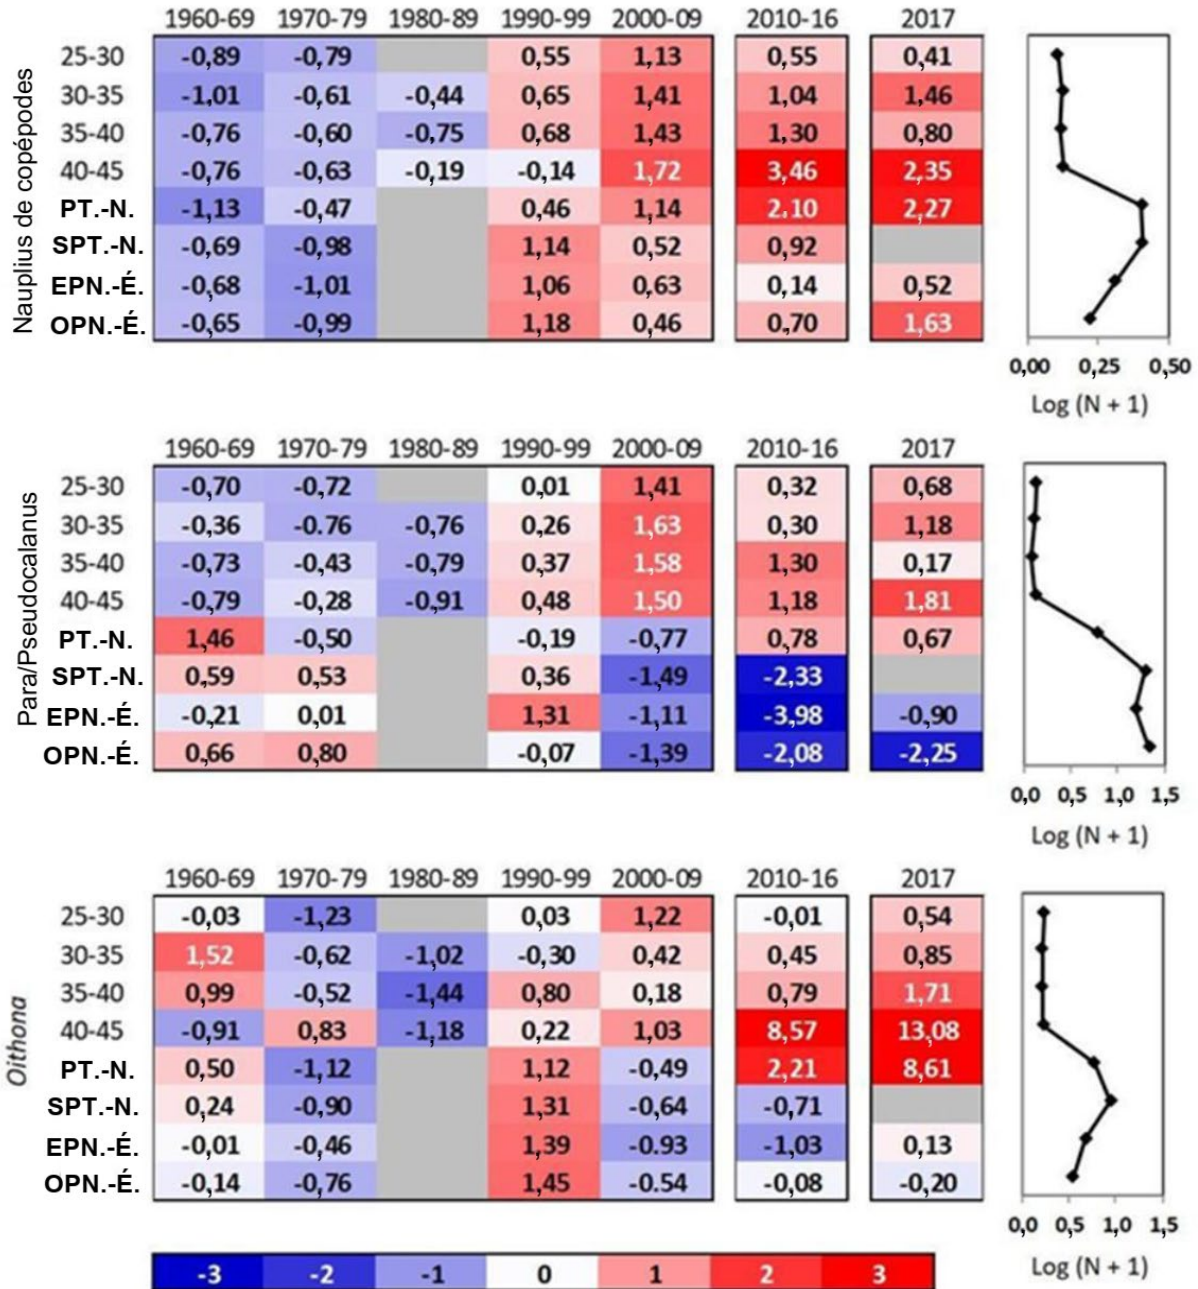 1960-69 1970-79 1980-89 1990-99 2000-09 2010-16 2017
Nauplius de copépodes
25-30 -0,89 -0,79 0,55 1,13 0,55 0,41
30-35 -1,01 -0,61 -0,44 0,65 1,41 1,04 1,46
35-40 -0,76 -0,60 -0,75 0,68 1,43 1,30 0,80
40-45 -0,76 -0,63 -0,19 -0,14 1,72 3,46 2,35
PT.-N. -1,13 -0,47 0,46 1,14 2.10 2,27
SPT.-N. -0,69 -0,98 1,14 0,52 0,92
EPN.-É. -0,68 -1,01 1,06 0,63 0,14 0,52
OPN.-É. -0,65 -0,99 1,18 0,46 0,70 1,63
0,00 0,25 0,50
Log (N + 1)
1960-69 1970-79 1980-89 1990-99 2000-09 2010-16 2017
Para/Pseudocalanus
25-30 -0,70 -0,72 0,01 1,41 0,32 0,68
30-35 -0,36 -0,76 -0,76 0,26 1,63 0,30 1,18
35-40 -0,73 -0,43 -0,79 0,37 1,58 1,30 0,17
40-45 -0,79 -0,28 -0,91 0,48 1,50 1,18 1,81
PT.-N. 1,46 -0,50 -0,19 -0,77 0,78 0,67
SPT.-N. 0,59 0,53 0,36 -1,49 -2,33
EPN.-É. -0,21 0,01 1,31 -1,11 -3,98 -0,90
OPN.-É. 0,66 0,80 -0,07 -1,39 -2,08 -2,25
0,0 0,5 1,0 1,5
Log (N + 1)
1960-69 1970-79 1980-89 1990-99 2000-09 2010-16 2017
Oithona
25-30 -0,03 -1,23 0,03 1,22 -0,01 0,54
30-35 1,52 -0,62 -1,02 -0,30 0,42 0,45 0,85
35-40 0,99 -0,52 -1,44 0,80 0,18 0,79 1,71
40-45 -0,91 0,83 -1,18 0,22 1,03 8,57 13,08
PT.-N. 0,50 -1,12 1,12 -0,49 2,21 8,61
SPT.-N. 0,24 -0,90 1,31 -0,64 -0,71
EPN.-É. -0,01 -0,46 1,39 -0.93 -1,03 0,13
OPN.-É. -0,14 -0,76 1,45 -0.54 -0,08 -0,20
0,0 0,5 1,0 1,5
Log (N + 1)
-3 -2 -1 0 1 2 3